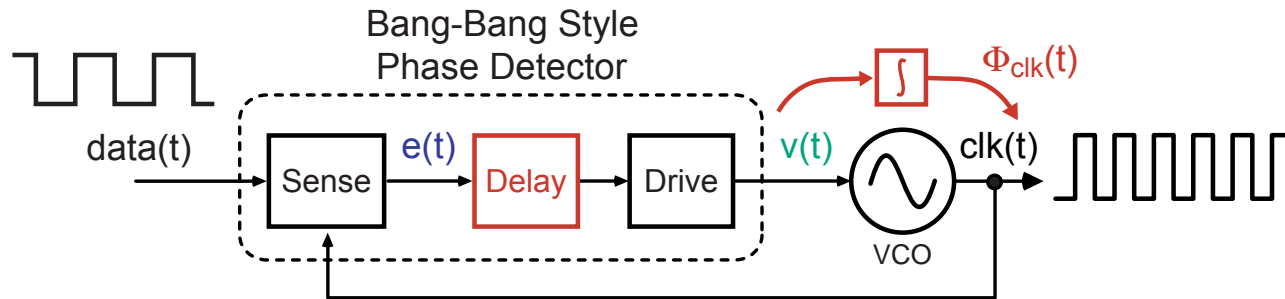 Bang-Bang Style
Phase Detector
∫
Φclk(t)
data(t)
Sense
e(t)
Delay
Drive
v(t)
clk(t)
VCO